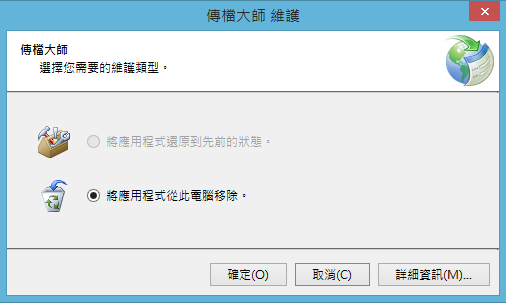 傳檔大師 維護
傳檔大師
選擇您需要的維護類型。
將應用程式還原到先前的狀態。
將應用程式從此電腦移除。
確定(O)
取消(C)
詳細資訊(M)...